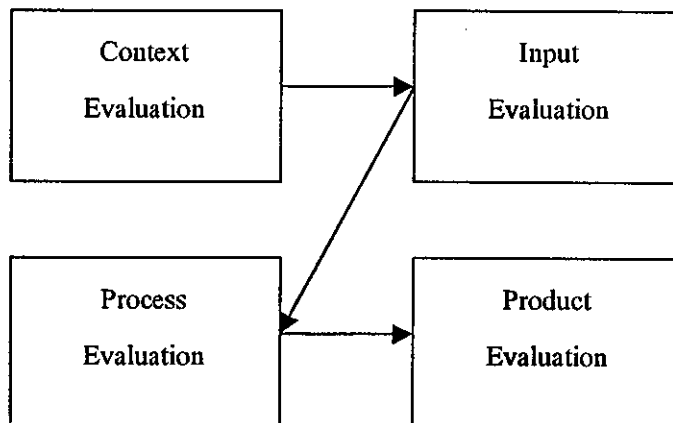 Context
Evaluation
Input
Evaluation
Process
Evaluation
Product
Evaluation